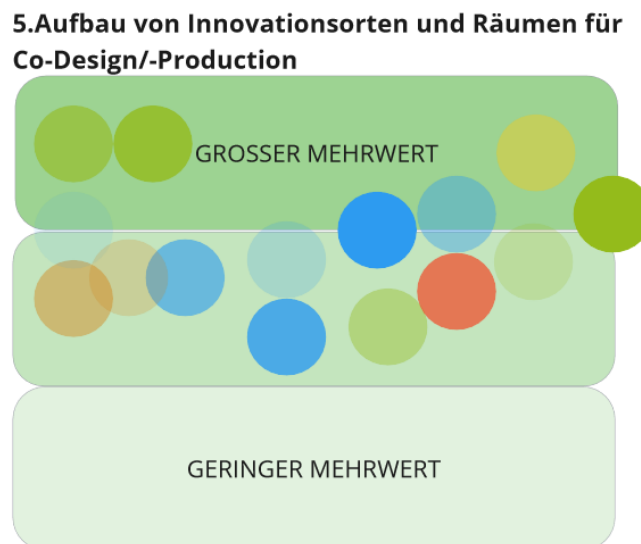 5.Aufbau von Innovationsorten und Räumen für
Co-Design/-Production
GROSSER MEHRWERT
GERINGER MEHRWERT